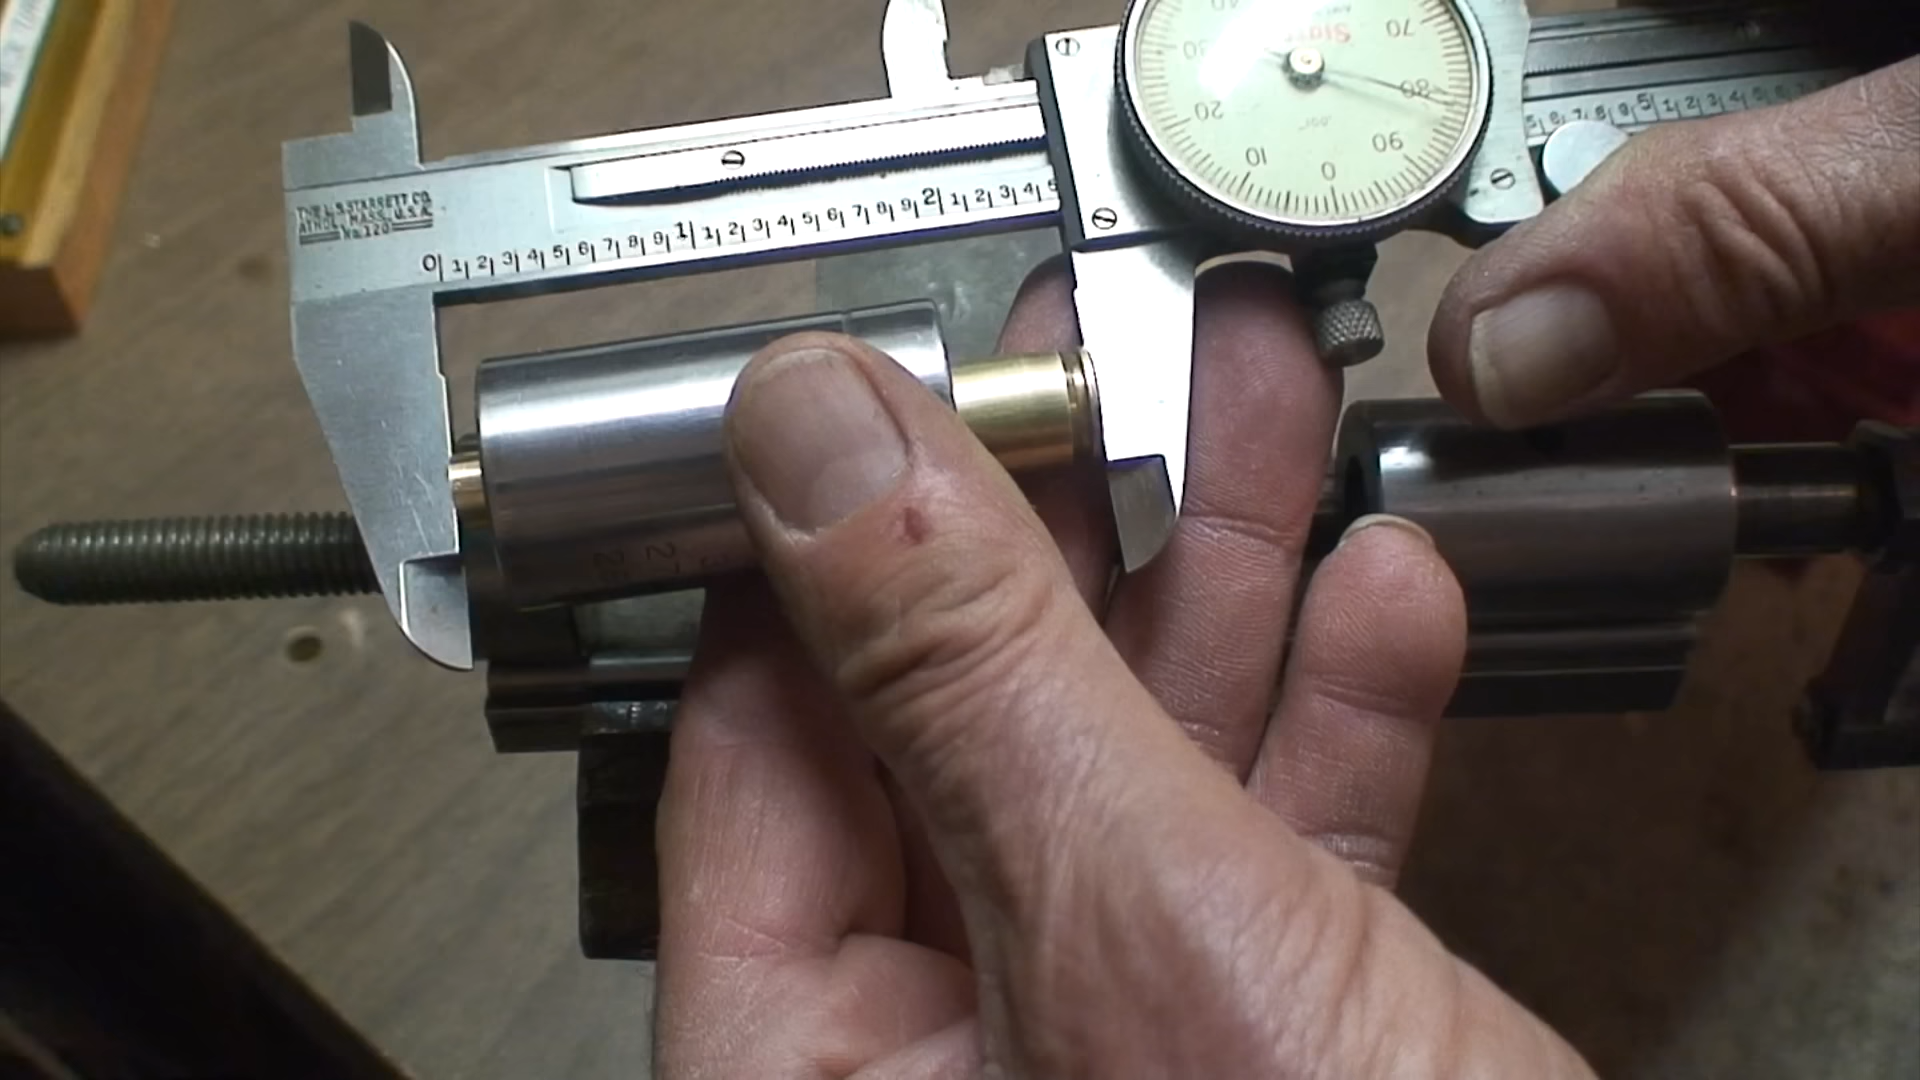 THE L.S. STARRETT CO.
ATHOL, MASS. U.S.A.
No. 120
0 1 2 3 4 5 6 7 8 9 1 1 2 3 4 5 6 7 8 9 2 1 2 3 4 5
5 6 7 8 9 5 1 2 3 4 5 6
40 30 20 10 0 90 80 70
.001"